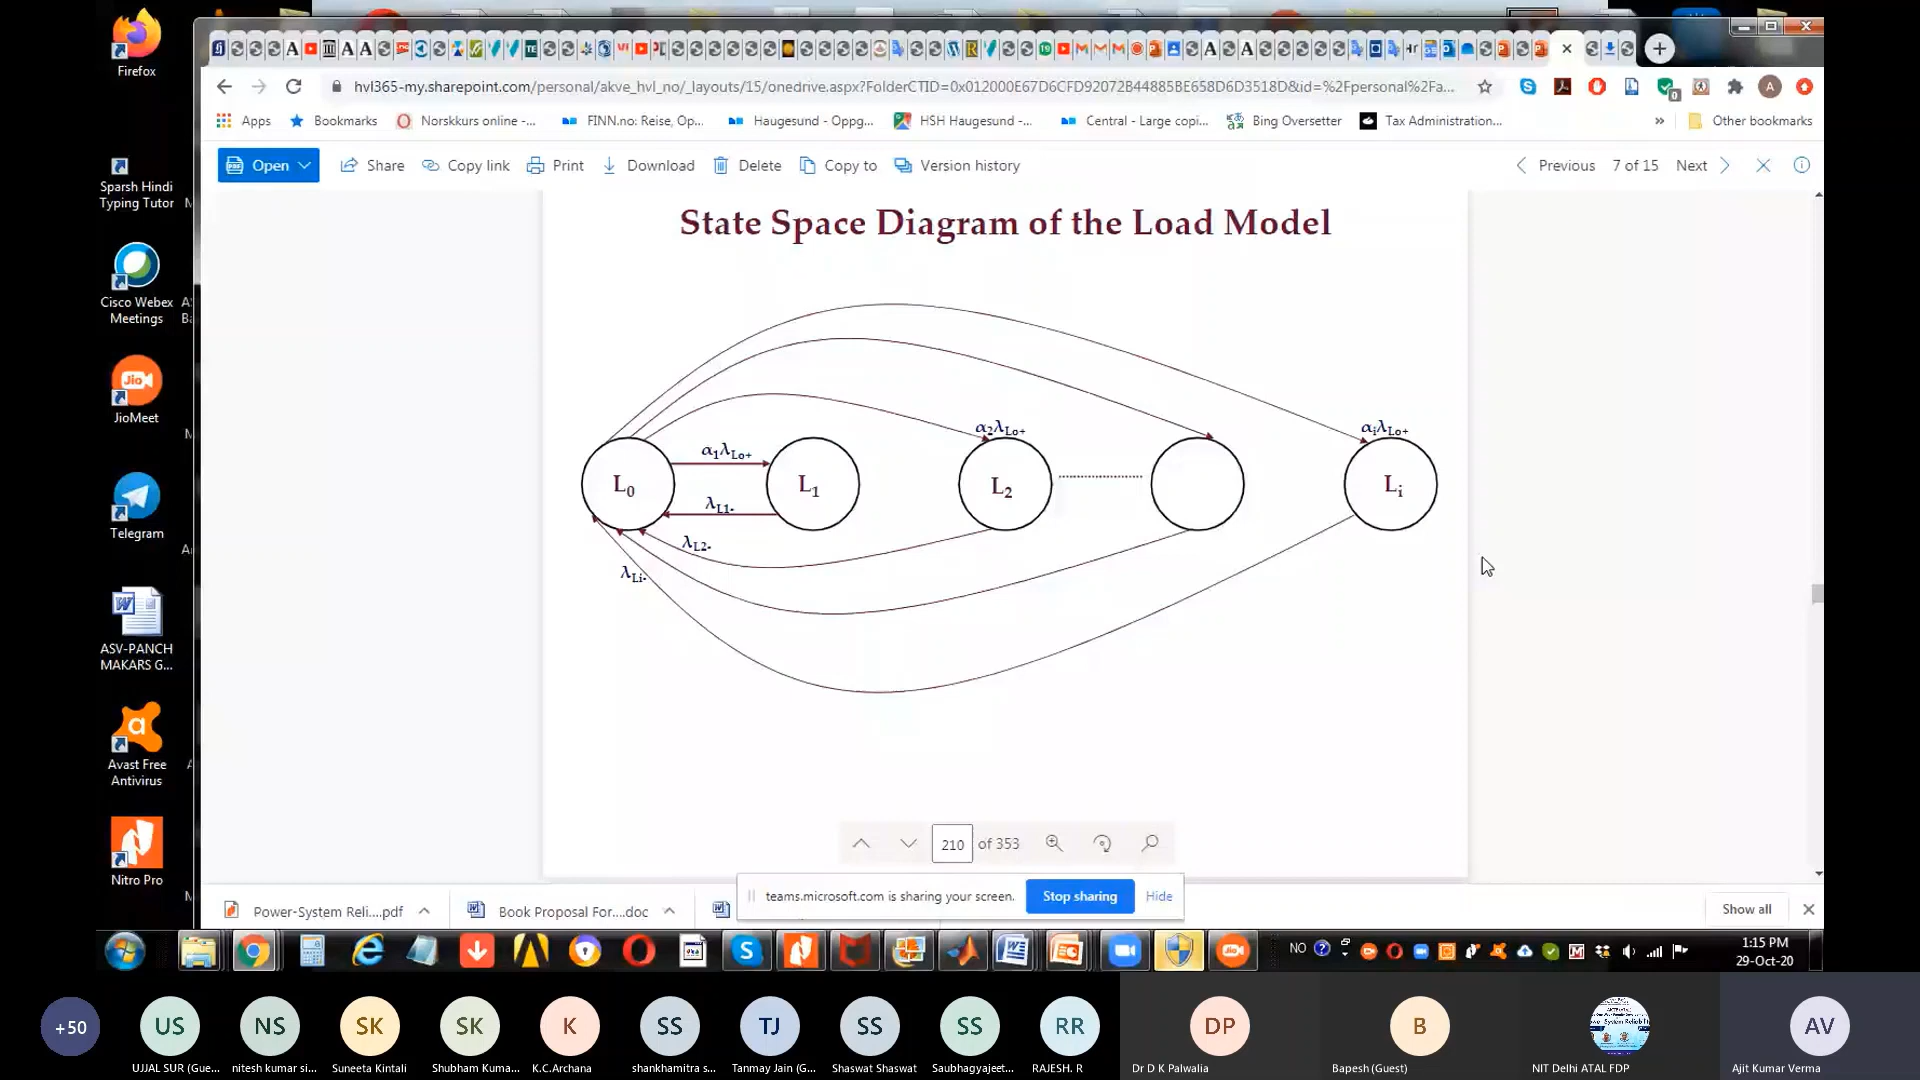 Firefox
hvl365-my.sharepoint.com/personal/akve_hvl_no/_layouts/15/onedrive.aspx?FolderCTID=0x012000E67D6CFD92072B44885BE658D6D3518D&id=%2Fpersonal%2Fa...
Apps
Bookmarks
Norskkurs online -...
FINN.no: Reise, Op...
Haugesund - Oppg...
HSH Haugesund -...
Central - Large copi...
Bing Oversetter
Tax Administration...
»
Other bookmarks
Open
Share
Copy link
Print
Download
Delete
Copy to
Version history
Previous
7 of 15
Next
Sparsh Hindi
Typing Tutor
Cisco Webex
Meetings
JioMeet
Telegram
ASV-PANCH
MAKARS G...
Avast Free
Antivirus
Nitro Pro
State Space Diagram of the Load Model
α₁λLo+
α₂λLo+
αᵢλLo+
L₀
L₁
L₂
Lᵢ
λL1-
λL2-
λLi-
210 of 353
teams.microsoft.com is sharing your screen.
Stop sharing
Hide
Power-System Reli....pdf
Book Proposal For....doc
Show all
NO
1:15 PM
29-Oct-20
+50
US
NS
SK
SK
K
SS
TJ
SS
SS
RR
DP
B
AV
UJJAL SUR (Gue...
nitesh kumar si...
Suneeta Kintali
Shubham Kuma...
K.C.Archana
shankhamitra s...
Tanmay Jain (G...
Shaswat Shaswat
Saubhagyajeet...
RAJESH. R
Dr D K Palwalia
Bapesh(Guest)
NIT Delhi ATAL FDP
Ajit Kumar Verma